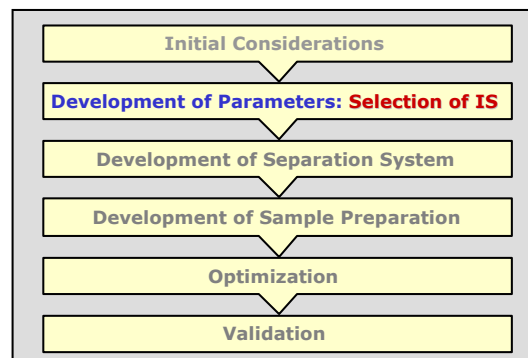 Initial Considerations
Development of Parameters: Selection of IS
Development of Separation System
Development of Sample Preparation
Optimization
Validation